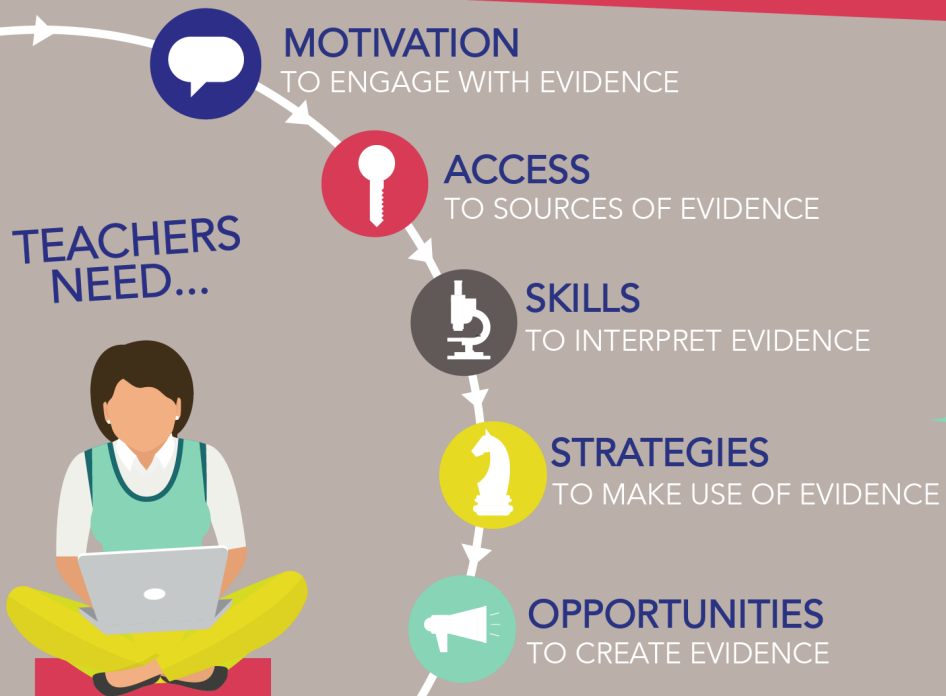 TEACHERS
NEED...
MOTIVATION
TO ENGAGE WITH EVIDENCE
ACCESS
TO SOURCES OF EVIDENCE
SKILLS
TO INTERPRET EVIDENCE
STRATEGIES
TO MAKE USE OF EVIDENCE
OPPORTUNITIES
TO CREATE EVIDENCE